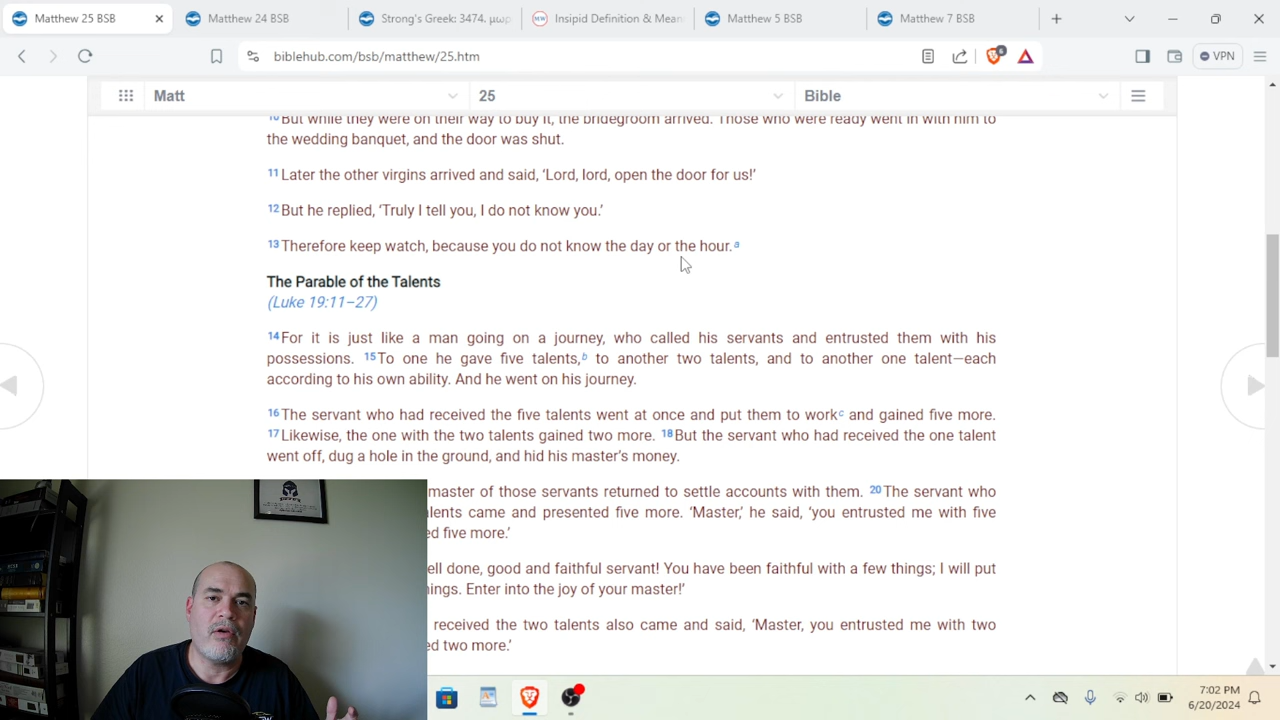 Matthew 25 BSB
Matthew 24 BSB
Strong's Greek: 3474. μωρ
Insipid Definition & Mean
Matthew 5 BSB
Matthew 7 BSB
biblehub.com/bsb/matthew/25.htm
6
VPN
Matt
25
Bible
10 But while they were on their way to buy it, the bridegroom arrived. Those who were ready went in with him to
the wedding banquet, and the door was shut.
11 Later the other virgins arrived and said, ‘Lord, lord, open the door for us!’
12 But he replied, ‘Truly I tell you, I do not know you.’
13 Therefore keep watch, because you do not know the day or the hour. a
The Parable of the Talents
(Luke 19:11–27)
14 For it is just like a man going on a journey, who called his servants and entrusted them with his
possessions. 15 To one he gave five talents, b to another two talents, and to another one talent—each
according to his own ability. And he went on his journey.
16 The servant who had received the five talents went at once and put them to work c and gained five more.
17 Likewise, the one with the two talents gained two more. 18 But the servant who had received the one talent
went off, dug a hole in the ground, and hid his master’s money.
master of those servants returned to settle accounts with them. 20 The servant who
alents came and presented five more. ‘Master,’ he said, ‘you entrusted me with five
ed five more.’
ell done, good and faithful servant! You have been faithful with a few things; I will put
ings. Enter into the joy of your master!’
received the two talents also came and said, ‘Master, you entrusted me with two
ed two more.’
7:02 PM
6/20/2024